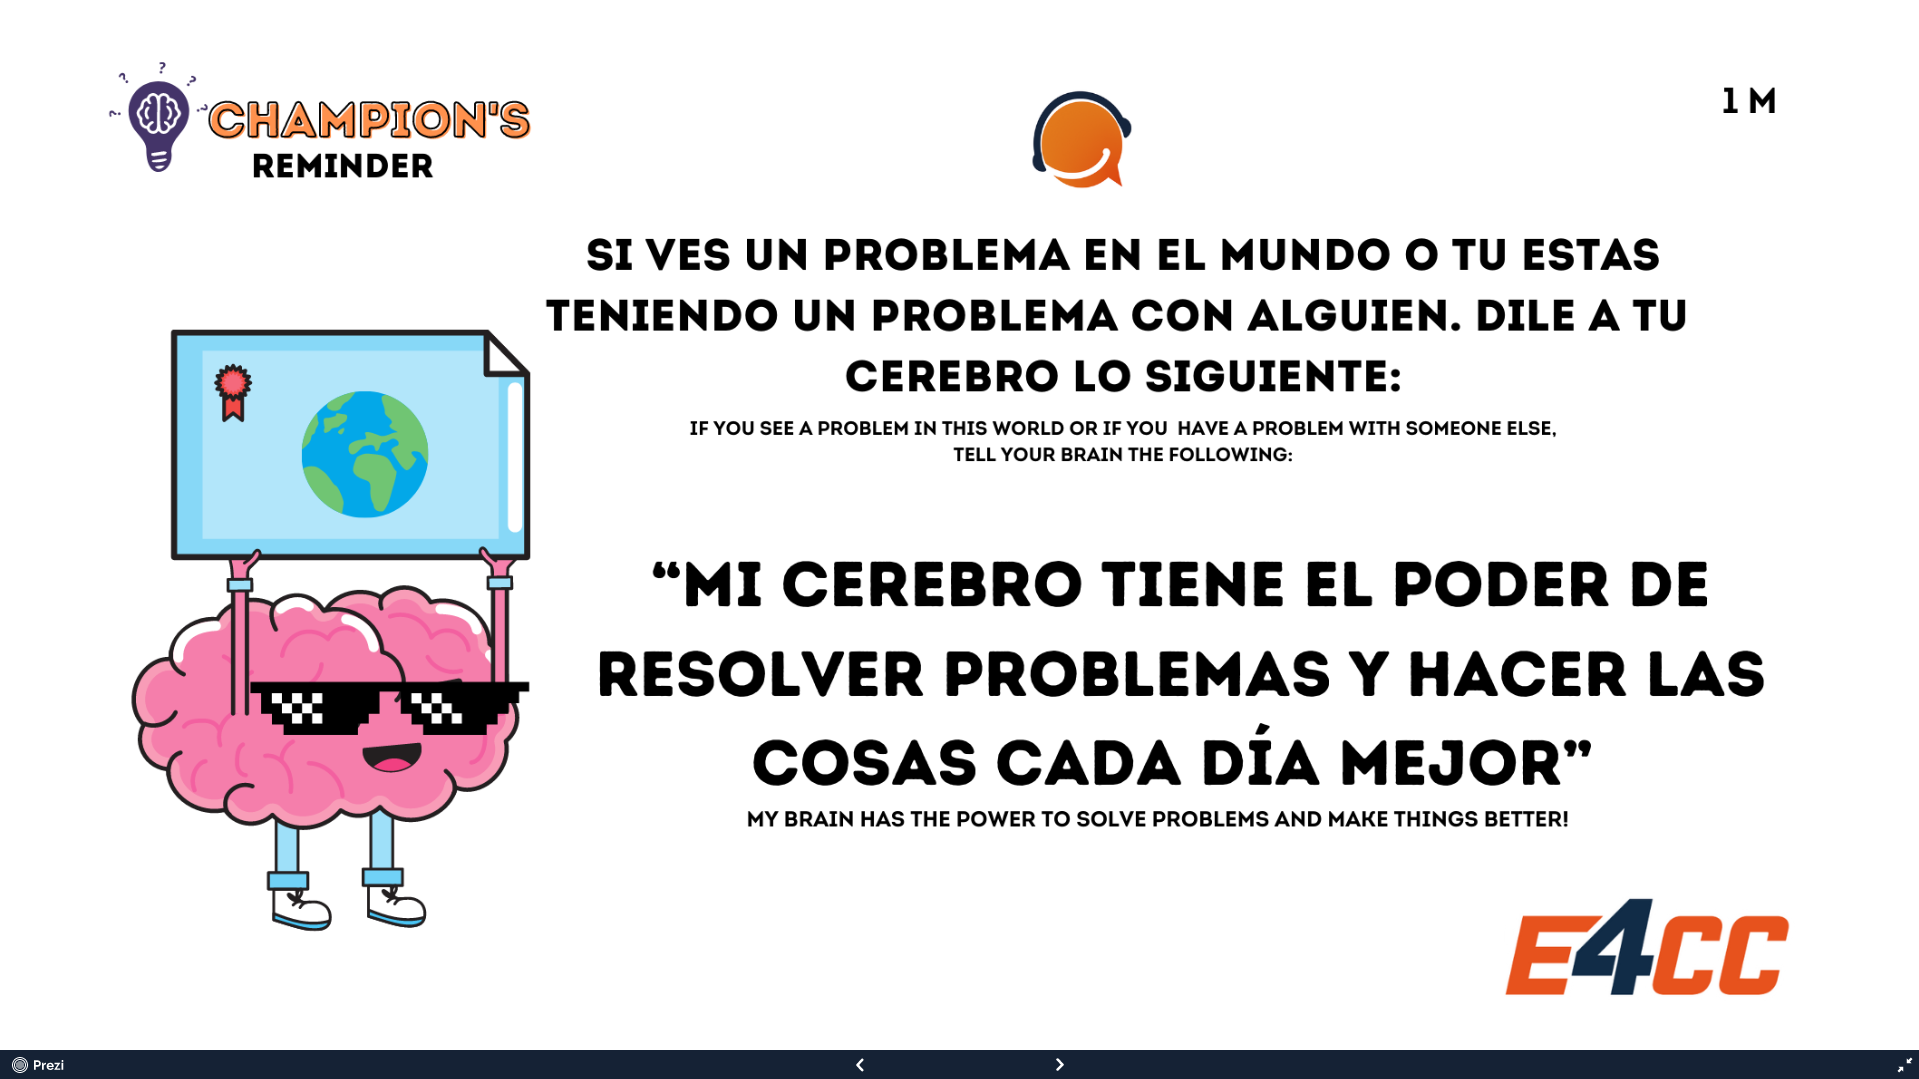 CHAMPION'S
REMINDER
1 M
SI VES UN PROBLEMA EN EL MUNDO O TU ESTAS
TENIENDO UN PROBLEMA CON ALGUIEN. DILE A TU
CEREBRO LO SIGUIENTE:
IF YOU SEE A PROBLEM IN THIS WORLD OR IF YOU HAVE A PROBLEM WITH SOMEONE ELSE,
TELL YOUR BRAIN THE FOLLOWING:
“MI CEREBRO TIENE EL PODER DE
RESOLVER PROBLEMAS Y HACER LAS
COSAS CADA DÍA MEJOR”
MY BRAIN HAS THE POWER TO SOLVE PROBLEMS AND MAKE THINGS BETTER!
E4CC
Prezi